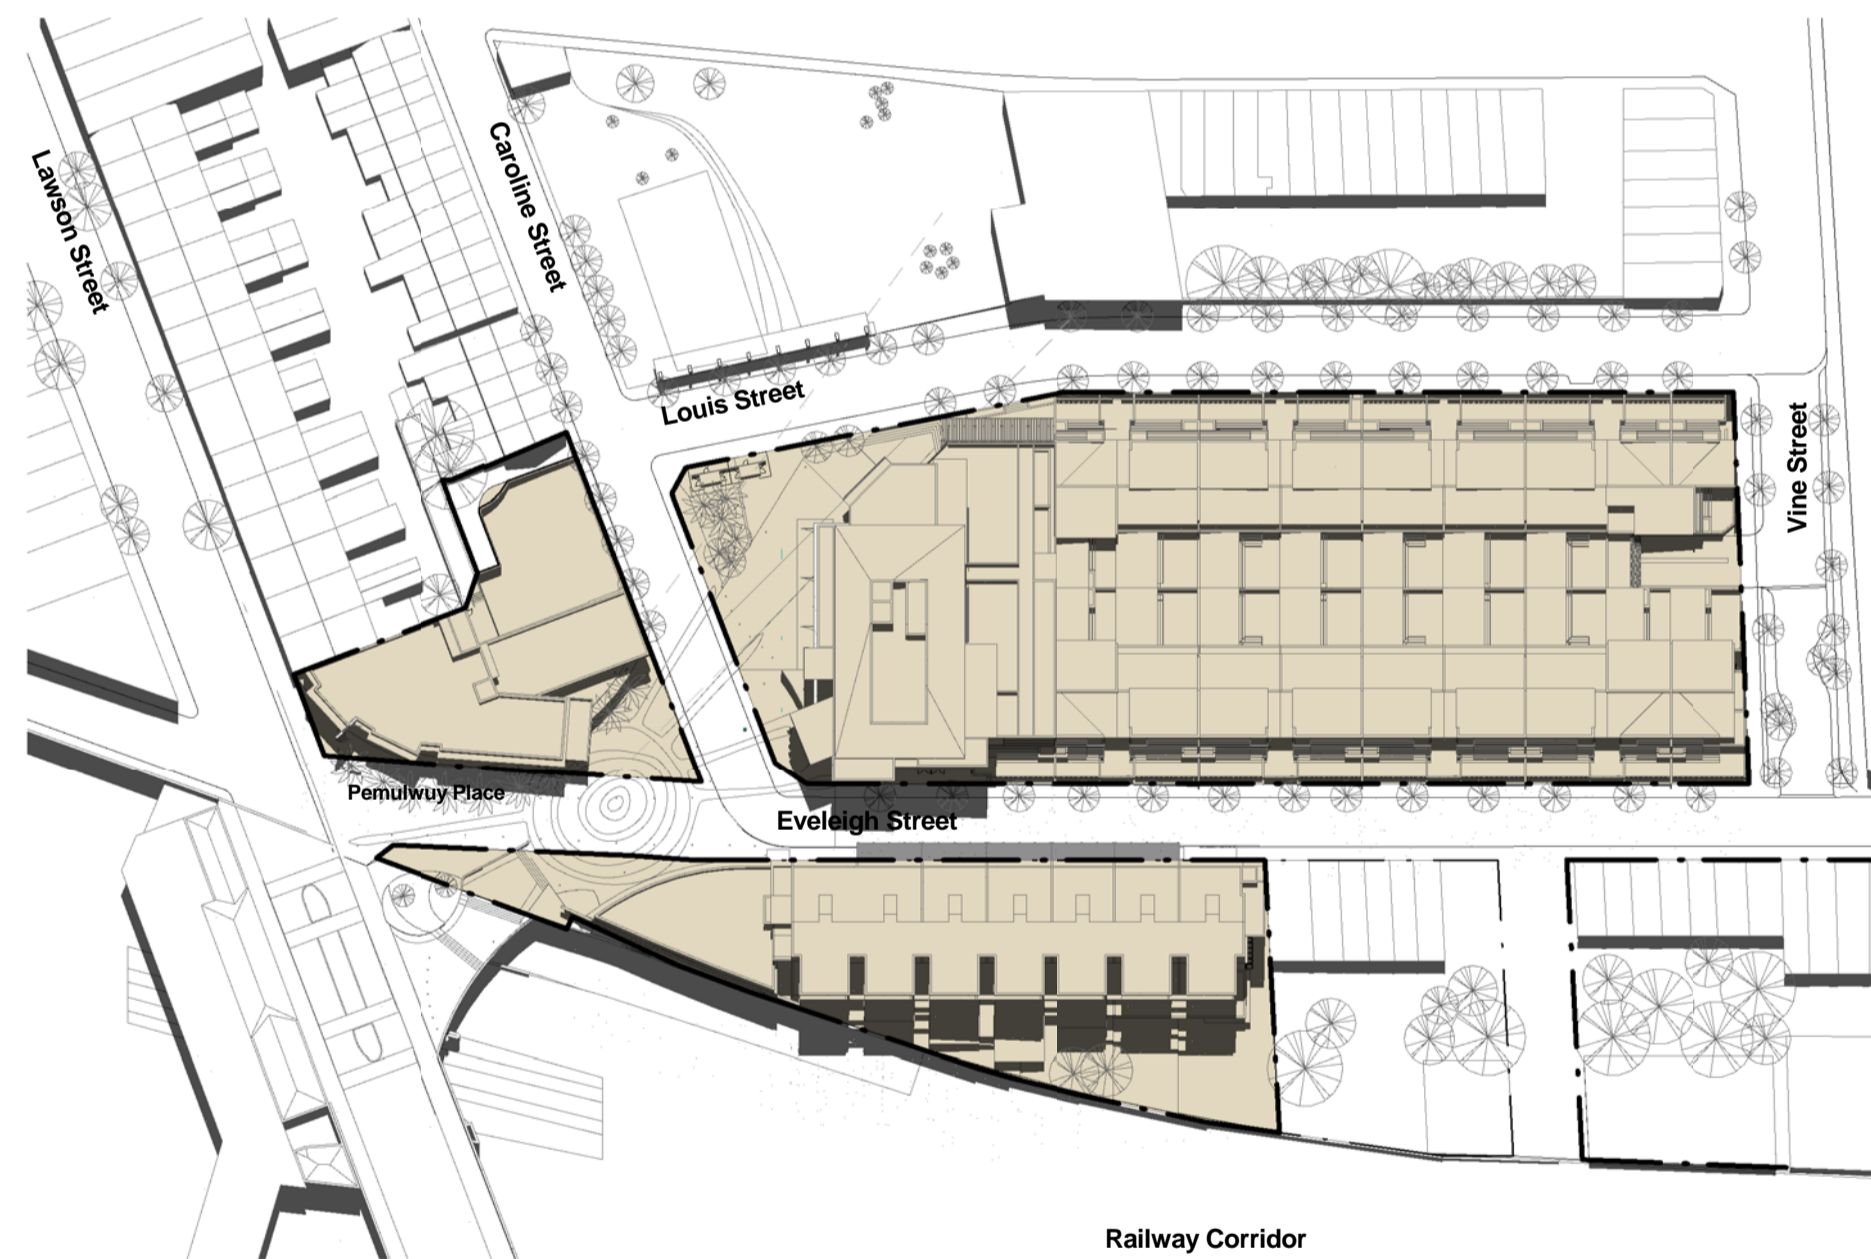 Lawson Street
Caroline Street
Louis Street
Vine Street
Pemulwuy Place
Eveleigh Street
Railway Corridor